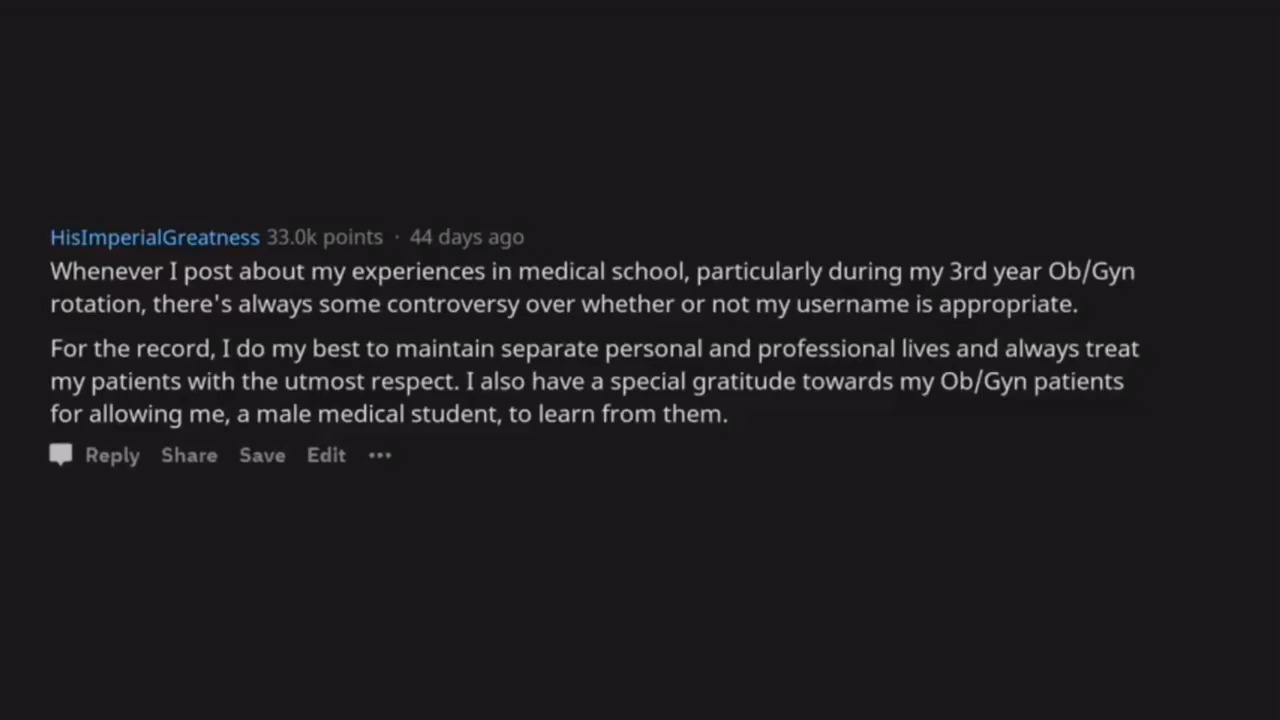 HisImperialGreatness 33.0k points · 44 days ago
Whenever I post about my experiences in medical school, particularly during my 3rd year Ob/Gyn
rotation, there's always some controversy over whether or not my username is appropriate.
For the record, I do my best to maintain separate personal and professional lives and always treat
my patients with the utmost respect. I also have a special gratitude towards my Ob/Gyn patients
for allowing me, a male medical student, to learn from them.
Reply Share Save Edit •••